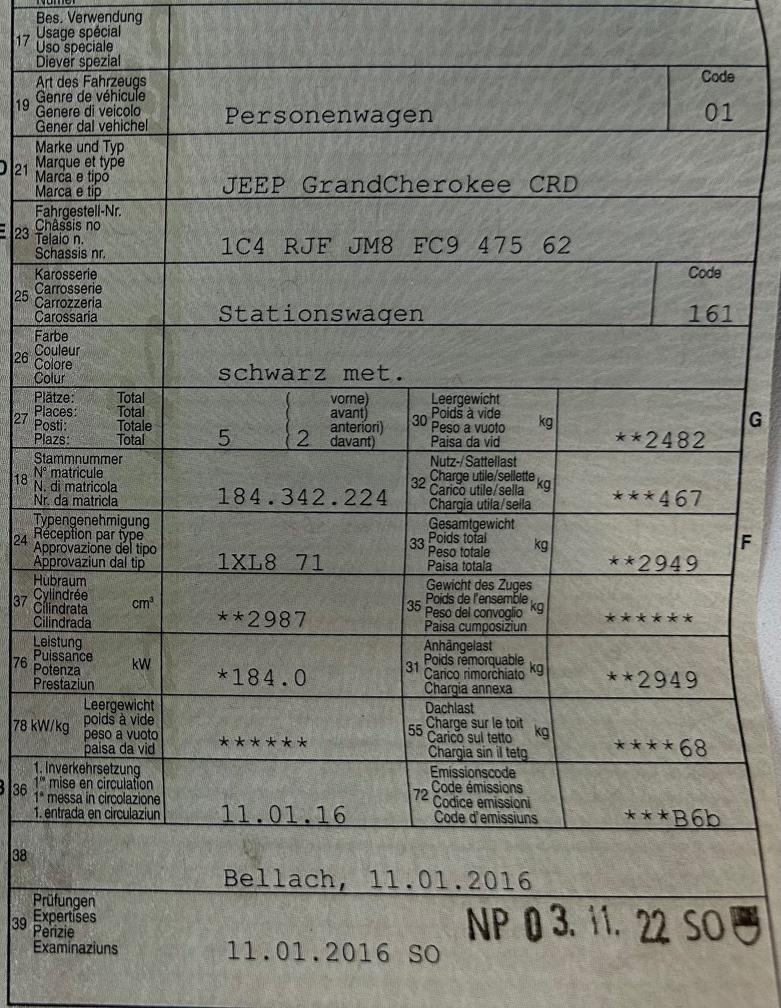 17 Bes. Verwendung
Usage spécial
Uso speciale
Diever spezial
19 Art des Fahrzeugs
Genre de véhicule
Genere di veicolo
Gener dal vehichel
Personenwagen
Code
01
21 Marke und Typ
Marque et type
Marca e tipo
Marca e tip
JEEP GrandCherokee CRD
23 Fahrgestell-Nr.
Châssis no
Telaio n.
Schassis nr.
1C4 RJF JM8 FC9 475 62
25 Karosserie
Carrosserie
Carrozzeria
Carossaria
Stationswagen
Code
161
26 Farbe
Couleur
Colore
Colur
schwarz met.
27 Plätze: Total
Places: Total
Posti: Totale
Plazs: Total
5
vorne)
avant)
anteriori)
davant)
2
30 Leergewicht
Poids à vide
Peso a vuoto
Paisa da vid
kg
**2482
G
18 Stammnummer
N° matricule
N. di matricola
Nr. da matricla
184.342.224
32 Nutz-/Sattellast
Charge utile/sellette
Carico utile/sella
Chargia utila/sella
kg
***467
24 Typengenehmigung
Réception par type
Approvazione del tipo
Approvaziun dal tip
1XL8 71
33 Gesamtgewicht
Poids total
Peso totale
Paisa totala
kg
**2949
F
37 Hubraum
Cylindrée
Cilindrata
Cilindrada
cm³
**2987
35 Gewicht des Zuges
Poids de l'ensemble
Peso del convoglio
Paisa cumposiziun
kg
******
76 Leistung
Puissance
Potenza
Prestaziun
kW
*184.0
31 Anhängelast
Poids remorquable
Carico rimorchiato
Chargia annexa
kg
**2949
78 kW/kg Leergewicht
poids à vide
peso a vuoto
paisa da vid
******
55 Dachlast
Charge sur le toit
Carico sul tetto
Chargia sin il tetg
kg
****68
36 1. Inverkehrsetzung
1re mise en circulation
1a messa in circolazione
1. entrada en circulaziun
11.01.16
72 Emissionscode
Code émissions
Codice emissioni
Code d'emissiuns
***B6b
38
Bellach, 11.01.2016
39 Prüfungen
Expertises
Perizie
Examinaziuns
11.01.2016 SO
NP 03. 11. 22 SO